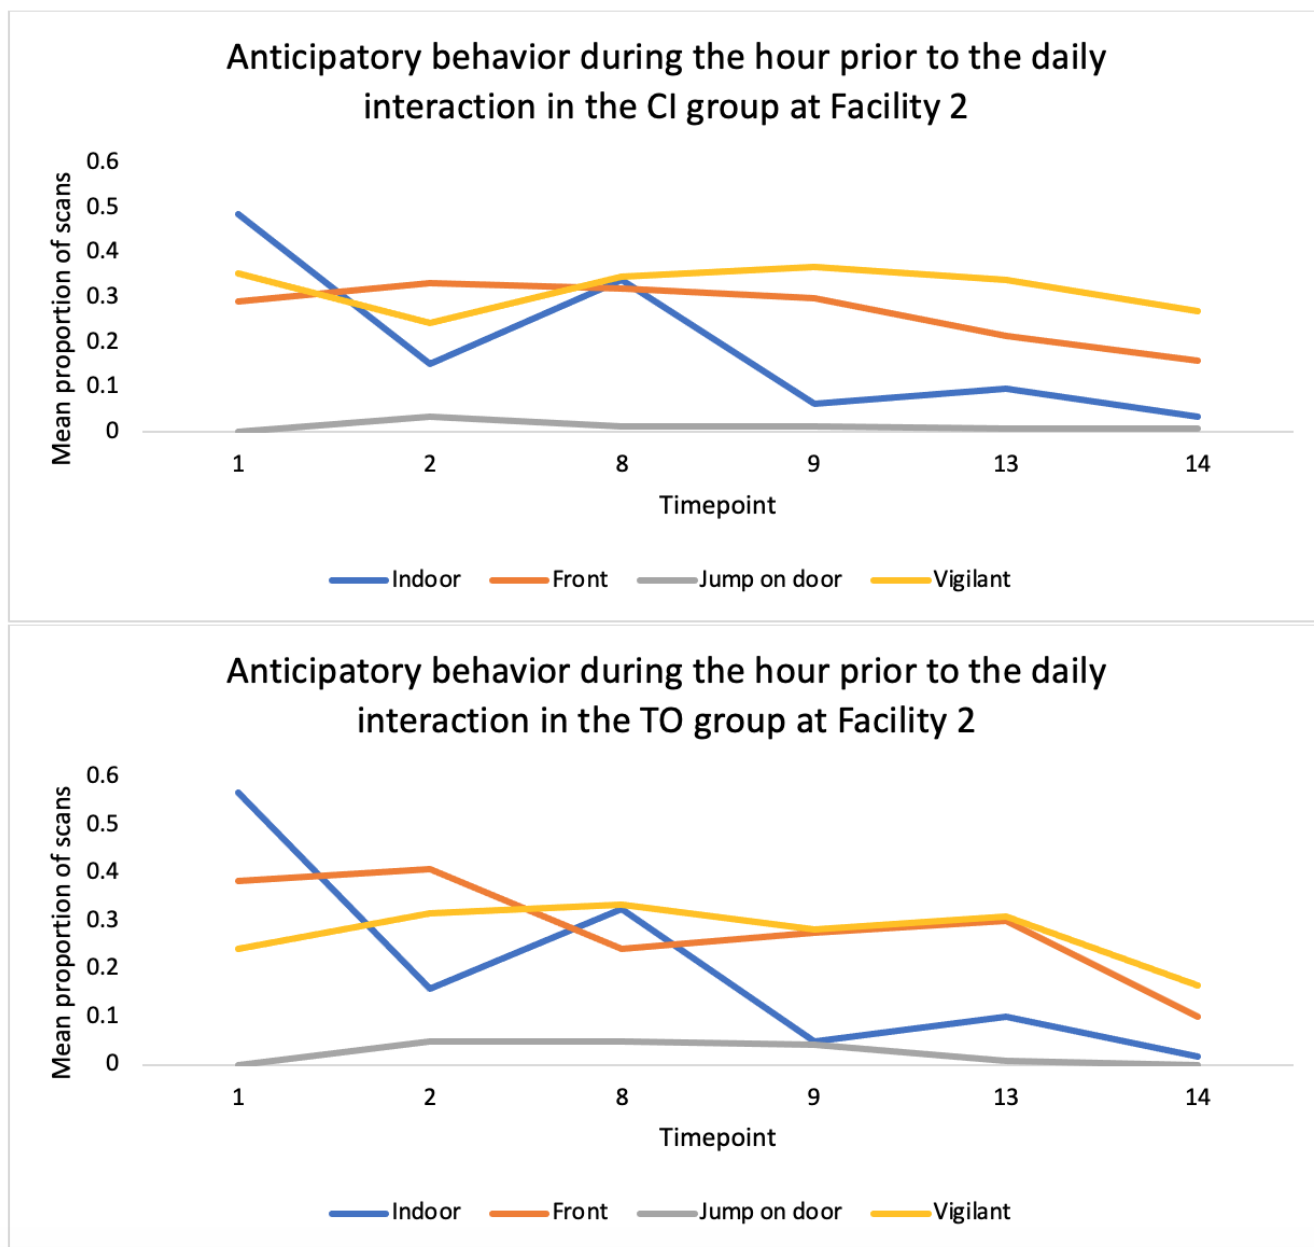 Anticipatory behavior during the hour prior to the daily
interaction in the CI group at Facility 2
Mean proportion of scans
0.6
0.5
0.4
0.3
0.2
0.1
0
1 2 8 9 13 14
Timepoint
Indoor Front Jump on door Vigilant
Anticipatory behavior during the hour prior to the daily
interaction in the TO group at Facility 2
Mean proportion of scans
0.6
0.5
0.4
0.3
0.2
0.1
0
1 2 8 9 13 14
Timepoint
Indoor Front Jump on door Vigilant